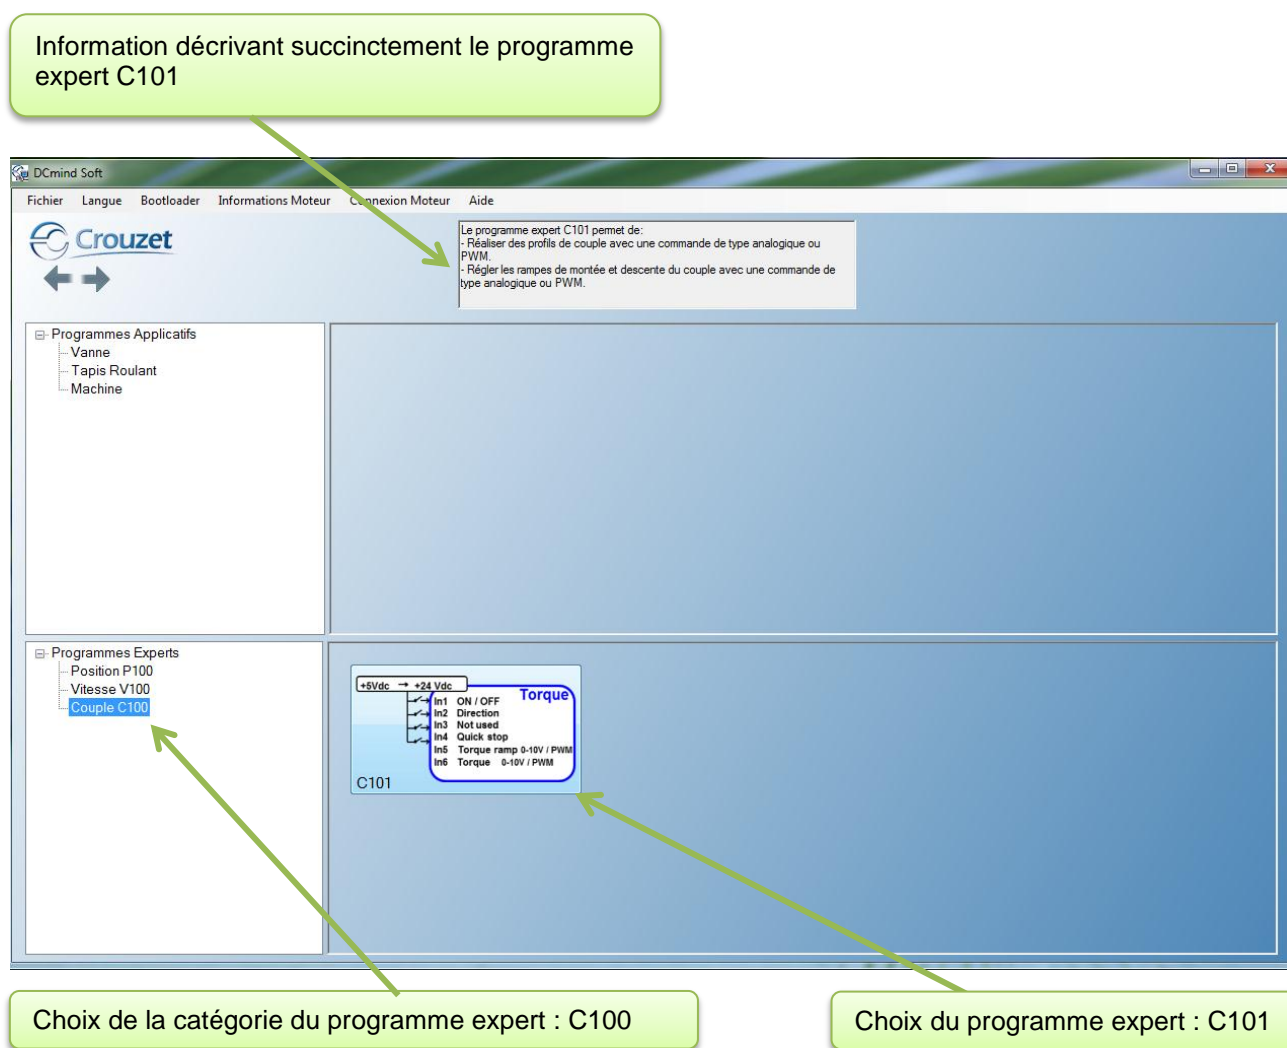 Information décrivant succinctement le programme
expert C101
DCmind Soft
Fichier Langue Bootloader Informations Moteur Connexion Moteur Aide
Crouzet
Le programme expert C101 permet de:
- Réaliser des profils de couple avec une commande de type analogique ou
PWM.
- Régler les rampes de montée et descente du couple avec une commande de
type analogique ou PWM.
Programmes Applicatifs
Vanne
Tapis Roulant
Machine
Programmes Experts
Position P100
Vitesse V100
Couple C100
+5Vdc → +24 Vdc
Torque
In1 ON / OFF
In2 Direction
In3 Not used
In4 Quick stop
In5 Torque ramp 0-10V / PWM
In6 Torque 0-10V / PWM
C101
Choix de la catégorie du programme expert : C100
Choix du programme expert : C101